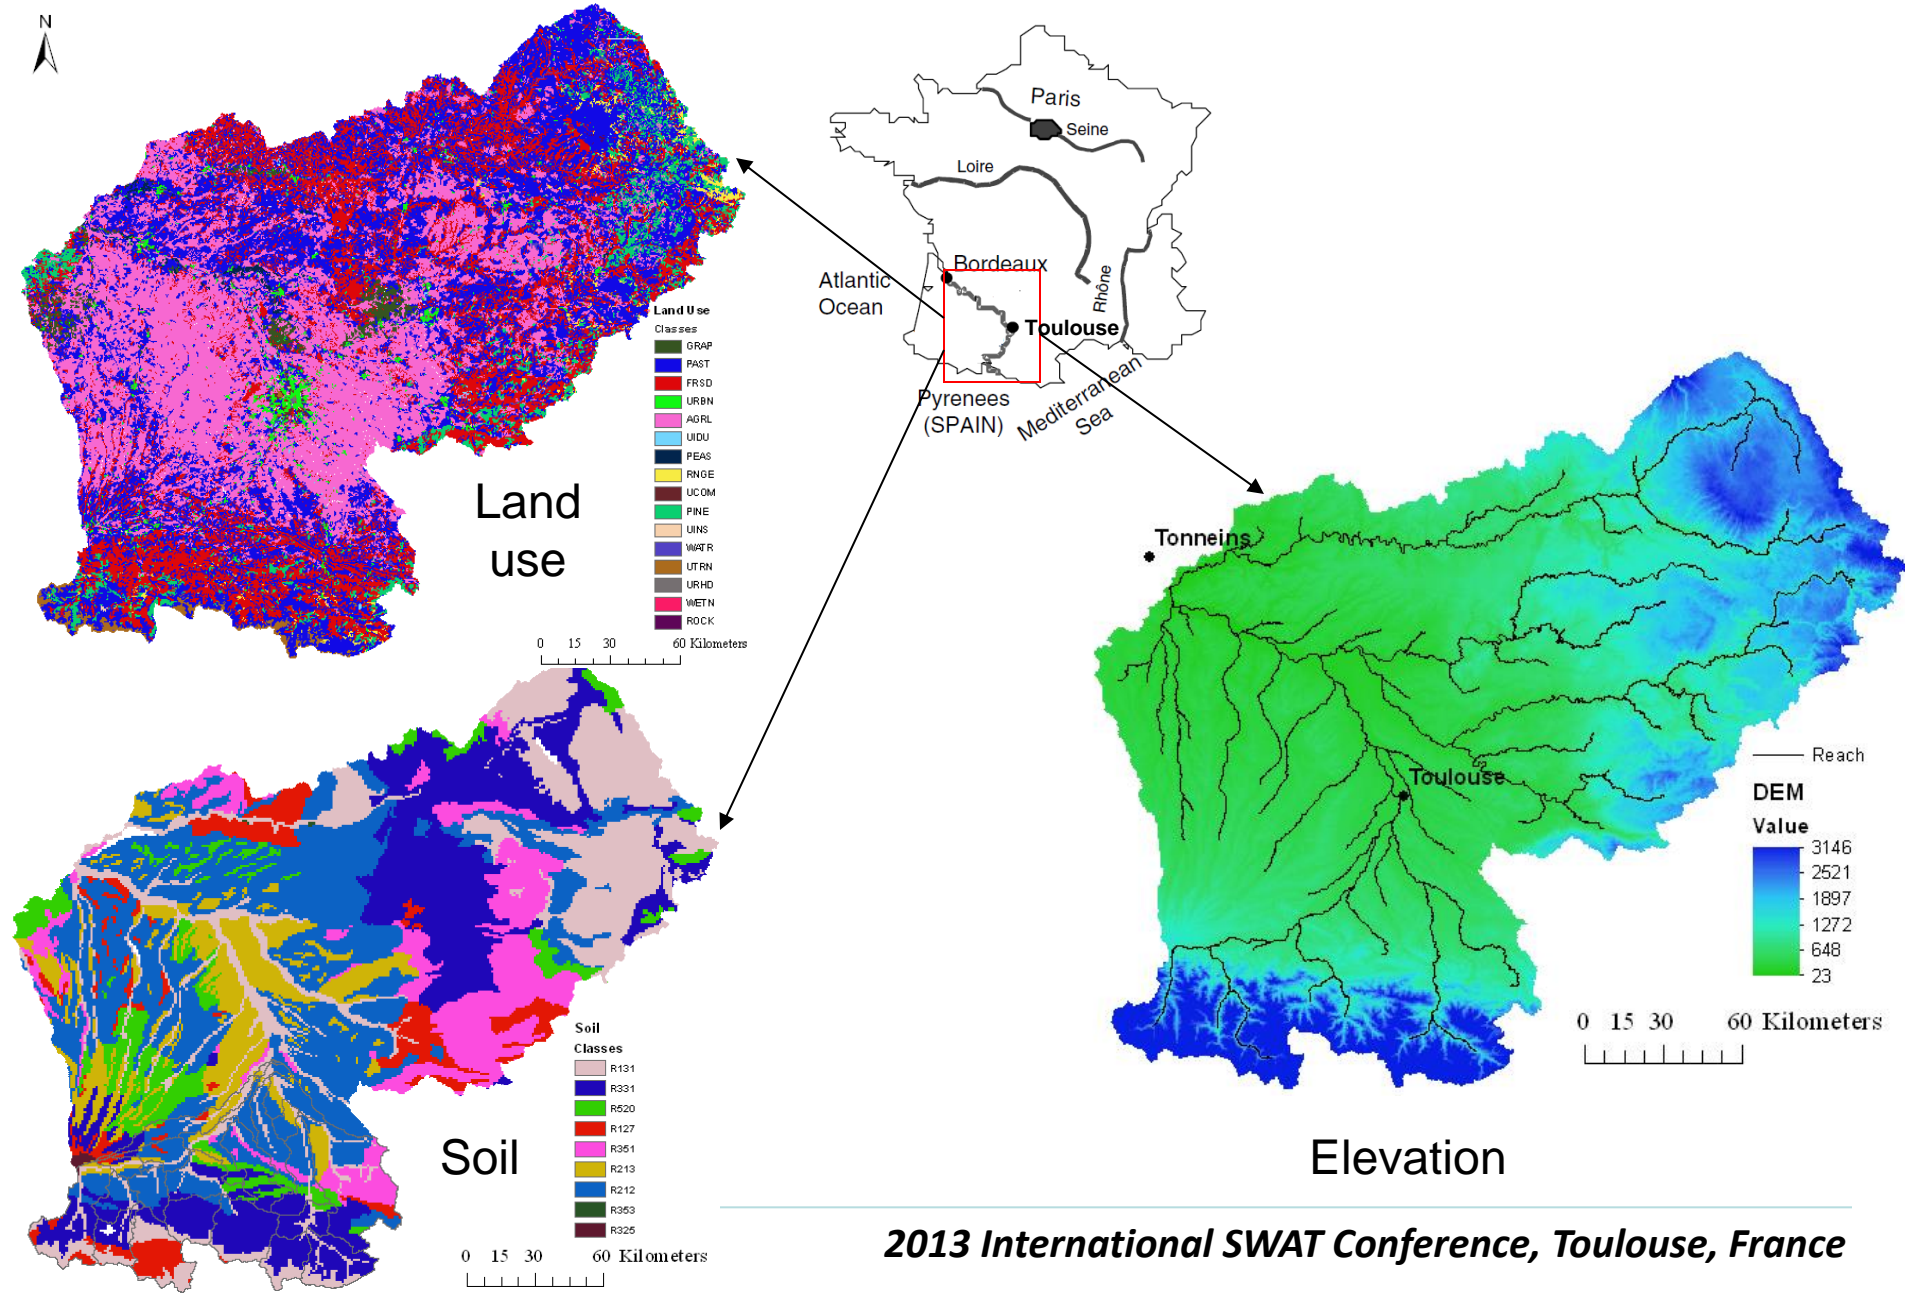 N
Land Use
Classes
GRAP
PAST
FRSD
URBN
AGRL
UIDU
PEAS
RNGE
UCOM
PINE
UINS
WATR
UTRN
URHD
WETN
ROCK
0 15 30 60 Kilometers
Land
use
Paris
Seine
Loire
Bordeaux
Atlantic
Ocean
Rhône
Toulouse
Pyrenees
(SPAIN)
Mediterranean
Sea
Tonneins
Toulouse
Reach
DEM
Value
3146
2521
1897
1272
648
23
0 15 30 60 Kilometers
Elevation
Soil
Classes
R131
R331
R520
R127
R351
R213
R212
R353
R325
Soil
0 15 30 60 Kilometers
2013 International SWAT Conference, Toulouse, France